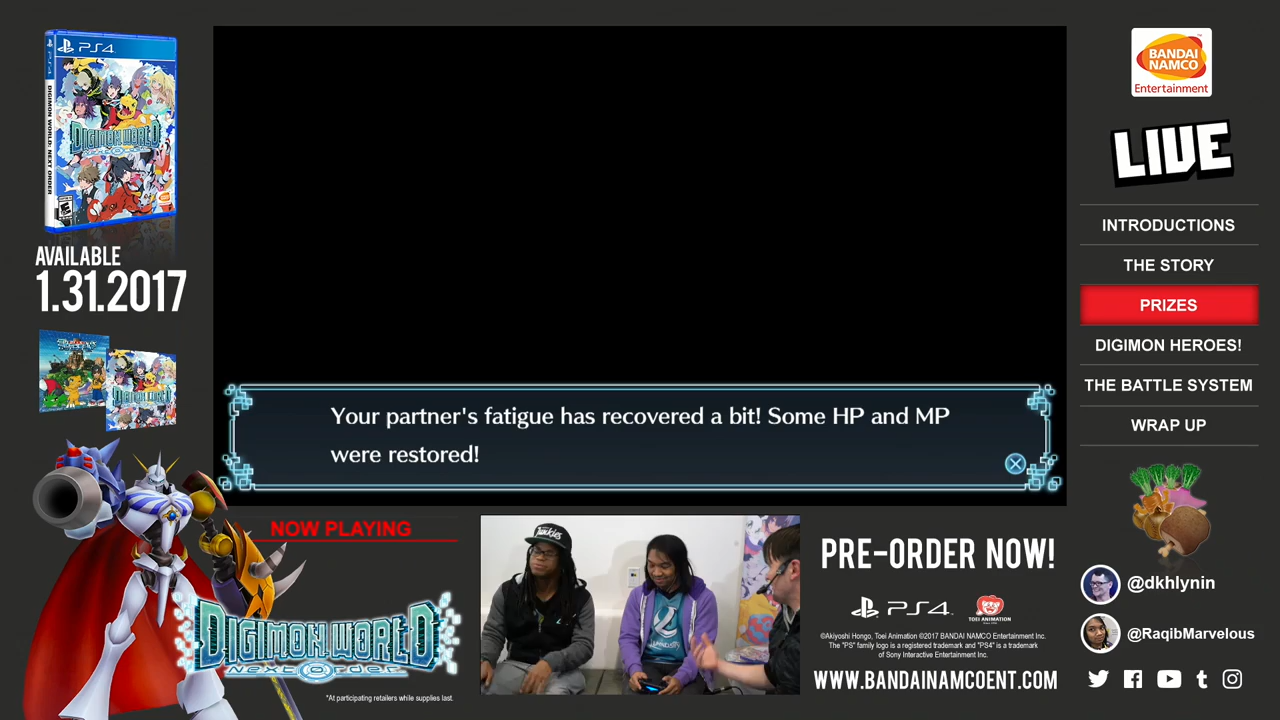 PS4
DIGIMON WORLD
Next Order
DIGIMON WORLD: NEXT ORDER
AVAILABLE
1.31.2017
Your partner's fatigue has recovered a bit! Some HP and MP
were restored!
NOW PLAYING
DIGIMON WORLD
Next Order
*At participating retailers while supplies last.
PRE-ORDER NOW!
PS4
TOEI ANIMATION
©Akiyoshi Hongo, Toei Animation ©2017 BANDAI NAMCO Entertainment Inc.
The "PS" family logo is a registered trademark and "PS4" is a trademark
of Sony Interactive Entertainment Inc.
WWW.BANDAINAMCOENT.COM
BANDAI
NAMCO
Entertainment
LIVE
INTRODUCTIONS
THE STORY
PRIZES
DIGIMON HEROES!
THE BATTLE SYSTEM
WRAP UP
@dkhlynin
@RaqibMarvelous